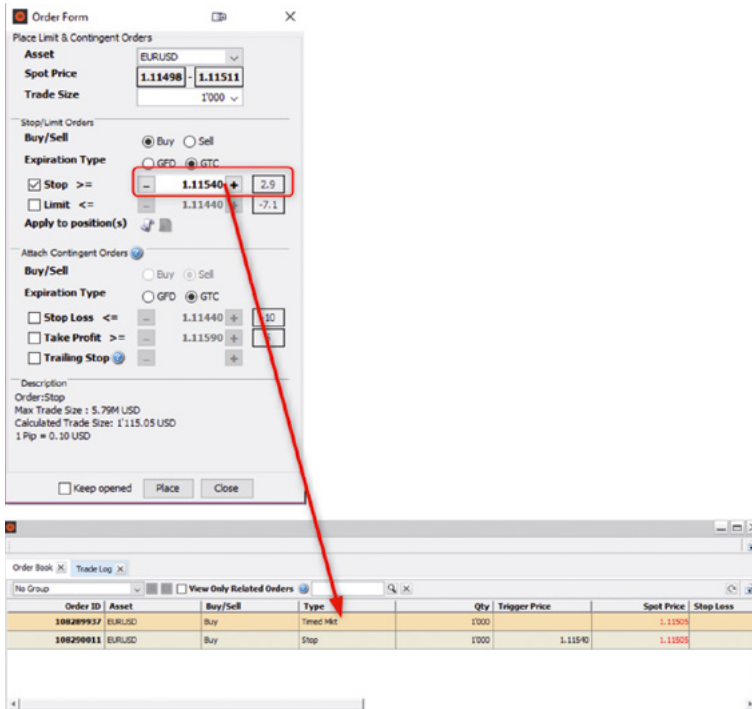 Order Form
Place Limit & Contingent Orders
Asset EURUSD
Spot Price 1.11498 - 1.11511
Trade Size 1'000
Stop/Limit Orders
Buy/Sell Buy Sell
Expiration Type GFD GTC
Stop >= - 1.11540 + 2.9
Limit <= - 1.11440 + -7.1
Apply to position(s)
Attach Contingent Orders
Buy/Sell Buy Sell
Expiration Type GFD GTC
Stop Loss <= - 1.11440 + -10
Take Profit >= - 1.11590 +
Trailing Stop - +
Description
Order:Stop
Max Trade Size : 5.79M USD
Calculated Trade Size: 1'115.05 USD
1 Pip = 0.10 USD
Keep opened Place Close
Order Book Trade Log
No Group View Only Related Orders
Order ID Asset Buy/Sell Type Qty Trigger Price Spot Price Stop Loss
108289937 EURUSD Buy Timed Mkt 1'000 1.11505
108290011 EURUSD Buy Stop 1'000 1.11540 1.11505